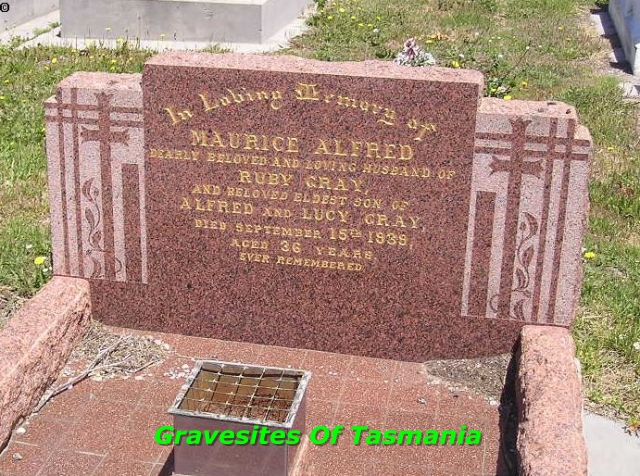 ©
In Loving Memory of
MAURICE ALFRED
DEARLY BELOVED AND LOVING HUSBAND OF
RUBY GRAY,
AND BELOVED ELDEST SON OF
ALFRED AND LUCY GRAY,
DIED SEPTEMBER 15TH 1939,
AGED 36 YEARS.
EVER REMEMBERED.
Gravesites Of Tasmania